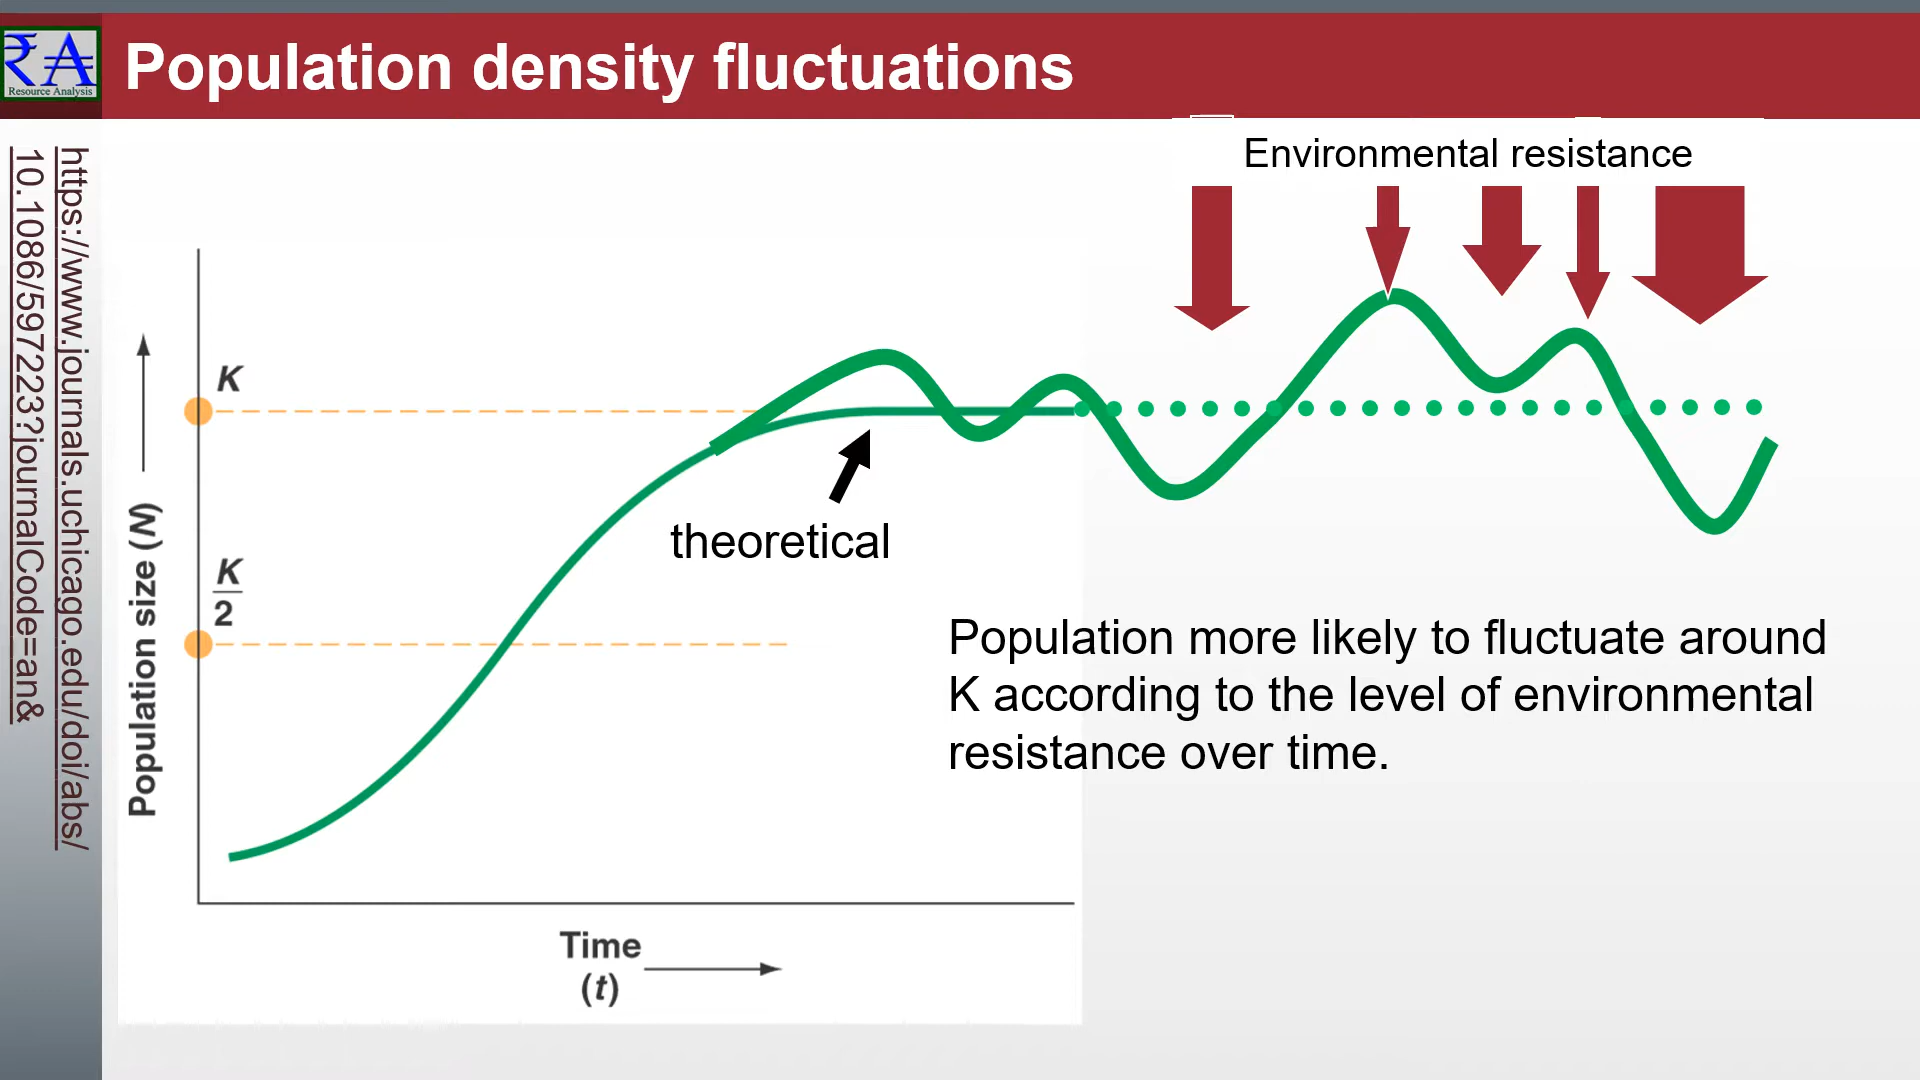 Population density fluctuations
₹A
Resource Analysis
https://www.journals.uchicago.edu/doi/abs/
10.1086/597223?journalCode=an&
Environmental resistance
K
K
2
Population size (N)
theoretical
Population more likely to fluctuate around
K according to the level of environmental
resistance over time.
Time
(t)